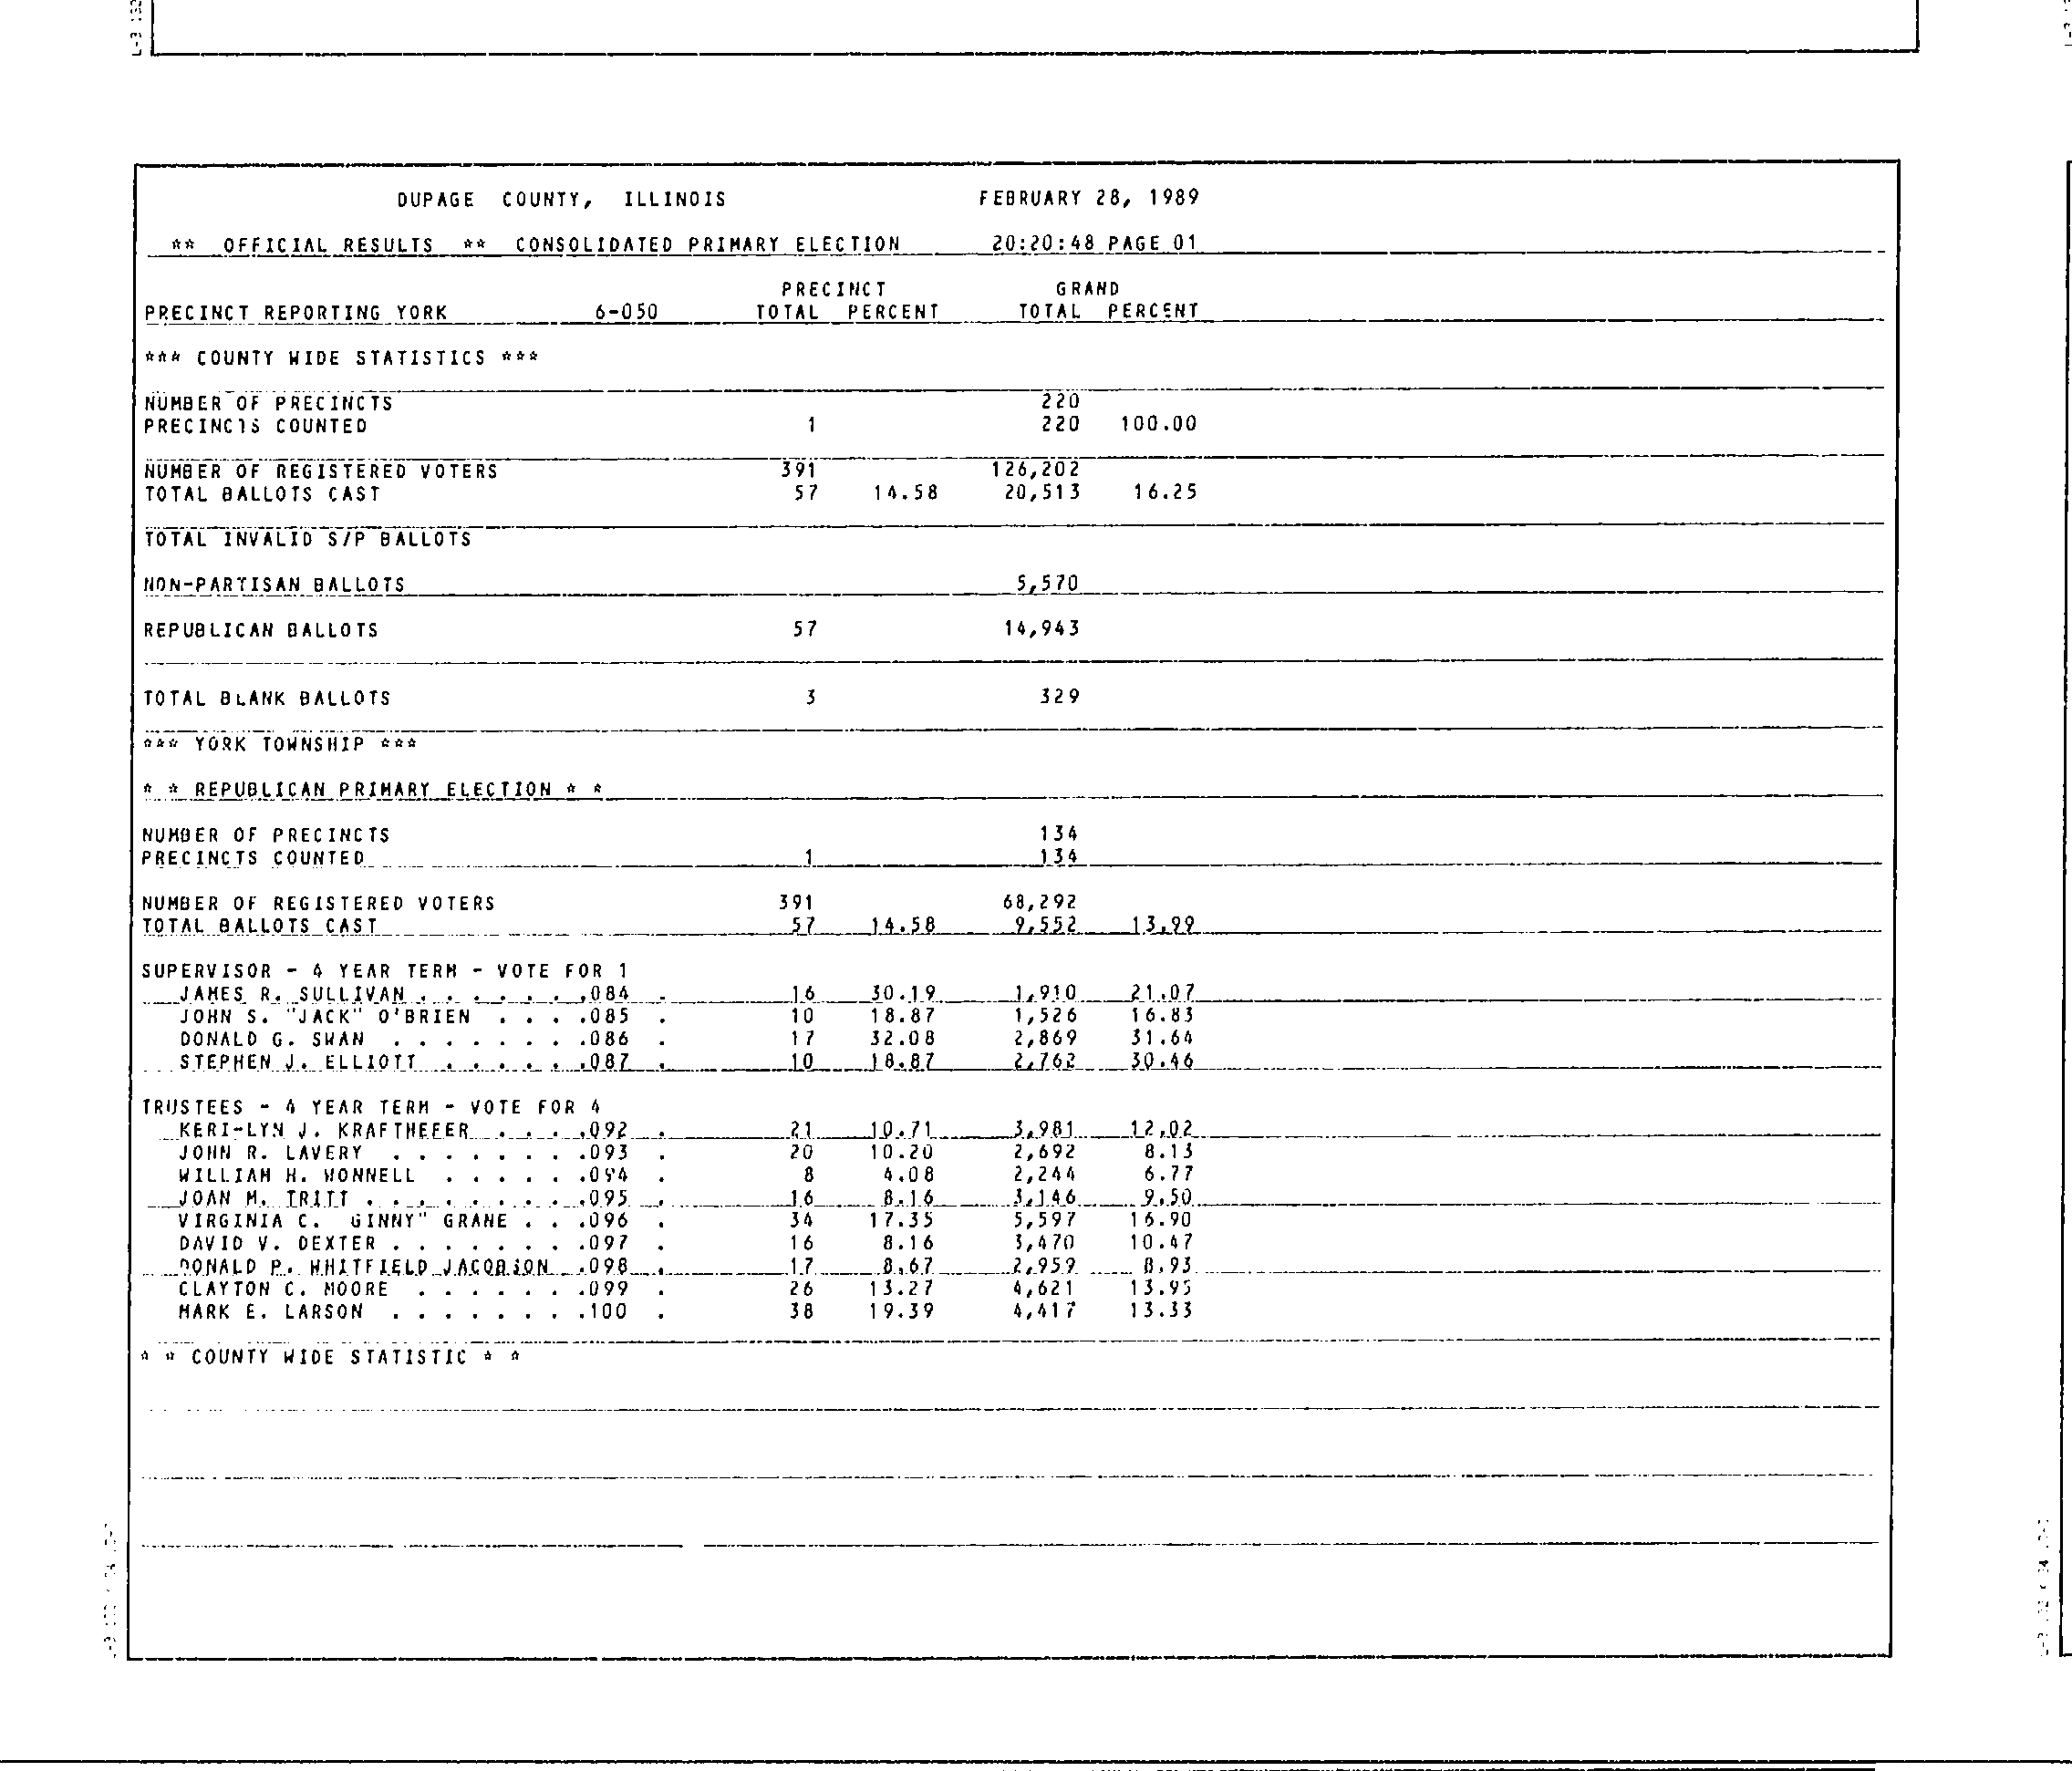 DUPAGE COUNTY, ILLINOIS FEBRUARY 28, 1989
** OFFICIAL RESULTS ** CONSOLIDATED PRIMARY ELECTION 20:20:48 PAGE 01
PRECINCT GRAND
PRECINCT REPORTING YORK 6-050 TOTAL PERCENT TOTAL PERCENT
*** COUNTY WIDE STATISTICS ***
NUMBER OF PRECINCTS 220
PRECINCTS COUNTED 1 220 100.00
NUMBER OF REGISTERED VOTERS 391 126,202
TOTAL BALLOTS CAST 57 14.58 20,513 16.25
TOTAL INVALID S/P BALLOTS
NON-PARTISAN BALLOTS 5,570
REPUBLICAN BALLOTS 57 14,943
TOTAL BLANK BALLOTS 3 329
*** YORK TOWNSHIP ***
* * REPUBLICAN PRIMARY ELECTION * *
NUMBER OF PRECINCTS 134
PRECINCTS COUNTED 1 134
NUMBER OF REGISTERED VOTERS 391 68,292
TOTAL BALLOTS CAST 57 14.58 9,552 13.99
SUPERVISOR - 4 YEAR TERM - VOTE FOR 1
JAMES R. SULLIVAN . . . . . . .084 . 16 30.19 1,910 21.07
JOHN S. "JACK" O'BRIEN . . . .085 . 10 18.87 1,526 16.83
DONALD G. SWAN . . . . . . . .086 . 17 32.08 2,869 31.64
STEPHEN J. ELLIOTT . . . . . .087 . 10 18.87 2,762 30.46
TRUSTEES - 4 YEAR TERM - VOTE FOR 4
KERI-LYN J. KRAFTHEFER . . . .092 . 21 10.71 3,981 12.02
JOHN R. LAVERY . . . . . . . .093 . 20 10.20 2,692 8.13
WILLIAM H. WONNELL . . . . . .094 . 8 4.08 2,244 6.77
JOAN M. TRITT . . . . . . . . .095 . 16 8.16 3,146 9.50
VIRGINIA C. GINNY" GRANE . . .096 . 34 17.35 5,597 16.90
DAVID V. DEXTER . . . . . . . .097 . 16 8.16 3,470 10.47
DONALD P. WHITFIELD JACOBSON .098 . 17 8.67 2,959 8.93
CLAYTON C. MOORE . . . . . . .099 . 26 13.27 4,621 13.95
MARK E. LARSON . . . . . . . .100 . 38 19.39 4,417 13.33
* * COUNTY WIDE STATISTIC * *